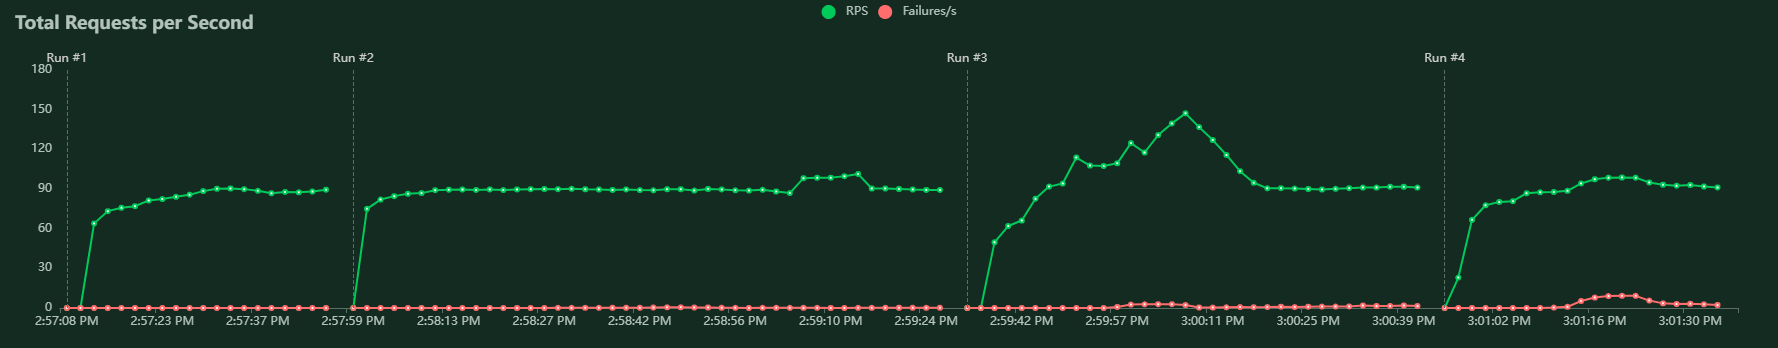 Total Requests per Second
RPS
Failures/s
Run #1
Run #2
Run #3
Run #4
180
150
120
90
60
30
0
2:57:08 PM
2:57:23 PM
2:57:37 PM
2:57:59 PM
2:58:13 PM
2:58:27 PM
2:58:42 PM
2:58:56 PM
2:59:10 PM
2:59:24 PM
2:59:42 PM
2:59:57 PM
3:00:11 PM
3:00:25 PM
3:00:39 PM
3:01:02 PM
3:01:16 PM
3:01:30 PM